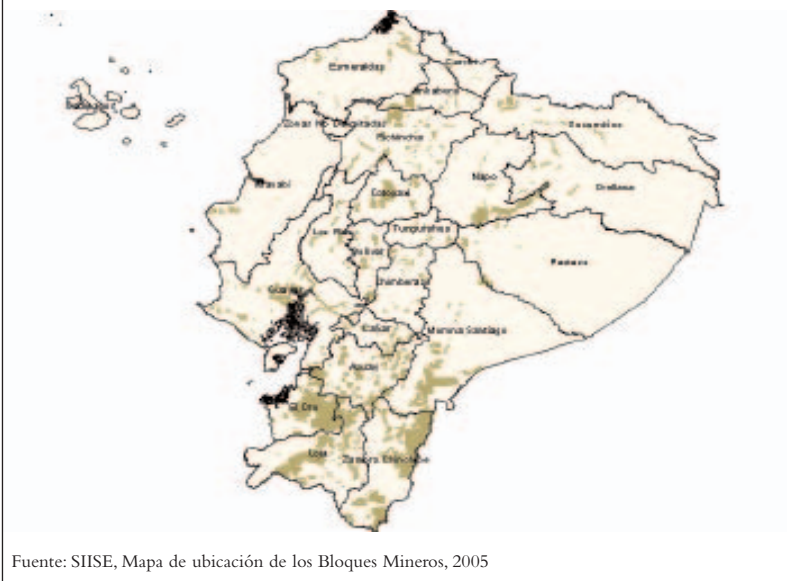 Esmeraldas
Carchi
Imbabura
Sucumbios
Pichincha
Manabi
Napo
Orellana
Cotopaxi
Los Rios
Tungurahua
Bolivar
Pastaza
Chimborazo
Guayas
Cañar
Morona Santiago
Azuay
El Oro
Loja
Zamora Chinchipe
Fuente: SIISE, Mapa de ubicación de los Bloques Mineros, 2005